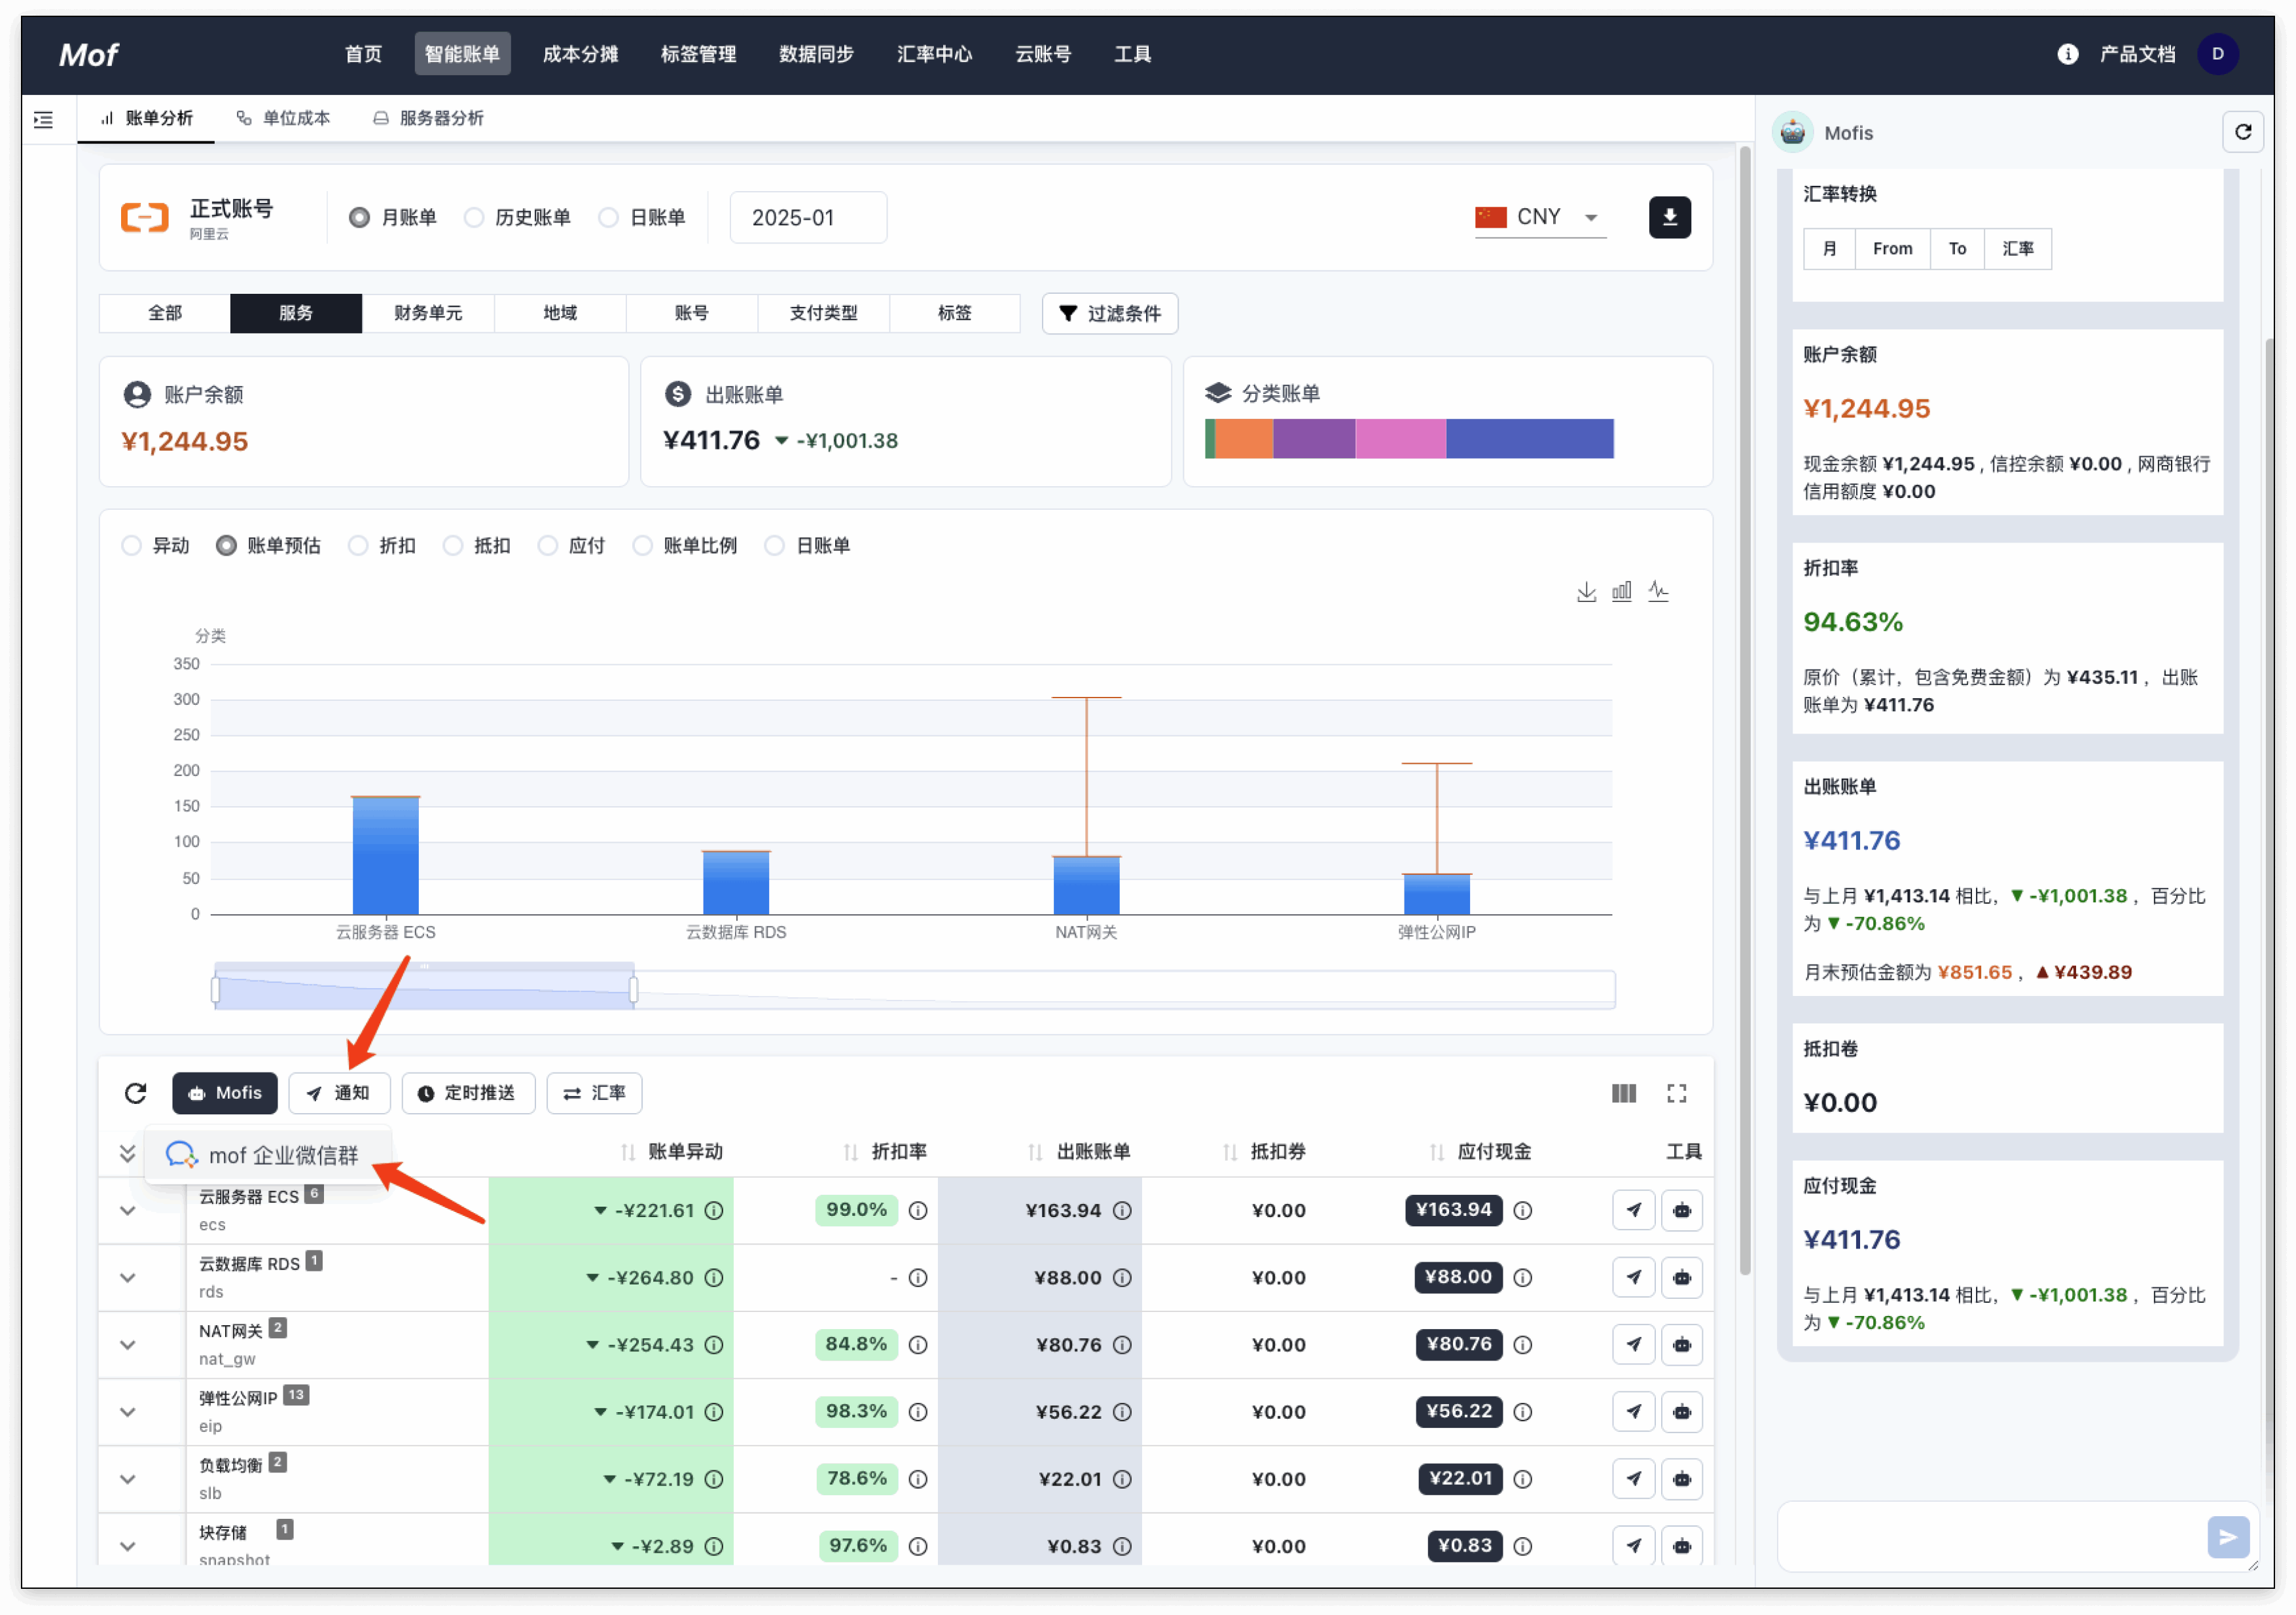 Mof
首页 智能账单 成本分摊 标签管理 数据同步 汇率中心 云账号 工具
产品文档 D
账单分析 单位成本 服务器分析
正式账号
阿里云
月账单 历史账单 日账单 2025-01 CNY
全部 服务 财务单元 地域 账号 支付类型 标签 过滤条件
账户余额
¥1,244.95
出账账单
¥411.76 ▼ -¥1,001.38
分类账单
异动 账单预估 折扣 抵扣 应付 账单比例 日账单
分类
350
300
250
200
150
100
50
0
云服务器 ECS 云数据库 RDS NAT网关 弹性公网IP
Mofis 通知 定时推送 汇率
mof 企业微信群
账单异动 折扣率 出账账单 抵扣券 应付现金 工具
云服务器 ECS 6
ecs
▼ -¥221.61 99.0% ¥163.94 ¥0.00 ¥163.94
云数据库 RDS 1
rds
▼ -¥264.80 - ¥88.00 ¥0.00 ¥88.00
NAT网关 2
nat_gw
▼ -¥254.43 84.8% ¥80.76 ¥0.00 ¥80.76
弹性公网IP 13
eip
▼ -¥174.01 98.3% ¥56.22 ¥0.00 ¥56.22
负载均衡 2
slb
▼ -¥72.19 78.6% ¥22.01 ¥0.00 ¥22.01
块存储 1
snapshot
▼ -¥2.89 97.6% ¥0.83 ¥0.00 ¥0.83
Mofis
汇率转换
月 From To 汇率
账户余额
¥1,244.95
现金余额 ¥1,244.95 , 信控余额 ¥0.00 , 网商银行
信用额度 ¥0.00
折扣率
94.63%
原价（累计，包含免费金额）为 ¥435.11 ，出账
账单为 ¥411.76
出账账单
¥411.76
与上月 ¥1,413.14 相比，▼ -¥1,001.38 ，百分比
为 ▼ -70.86%
月末预估金额为 ¥851.65 ，▲ ¥439.89
抵扣卷
¥0.00
应付现金
¥411.76
与上月 ¥1,413.14 相比，▼ -¥1,001.38 ，百分比
为 ▼ -70.86%